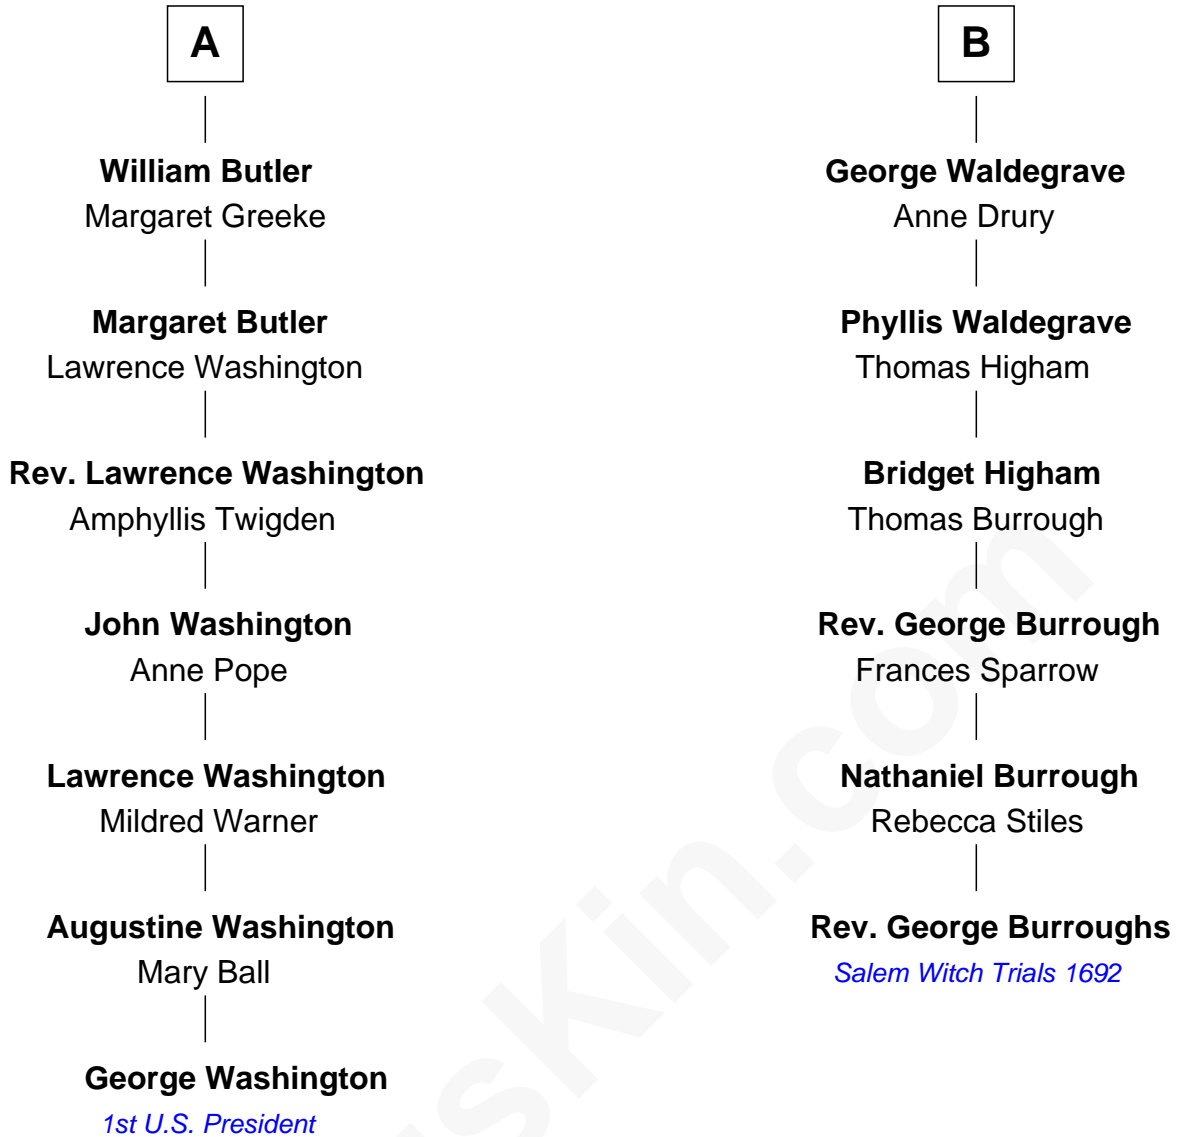 A
William Butler
Margaret Greeke
Margaret Butler
Lawrence Washington
Rev. Lawrence Washington
Amphyllis Twigden
John Washington
Anne Pope
Lawrence Washington
Mildred Warner
Augustine Washington
Mary Ball
George Washington
1st U.S. President
B
George Waldegrave
Anne Drury
Phyllis Waldegrave
Thomas Higham
Bridget Higham
Thomas Burrough
Rev. George Burrough
Frances Sparrow
Nathaniel Burrough
Rebecca Stiles
Rev. George Burroughs
Salem Witch Trials 1692